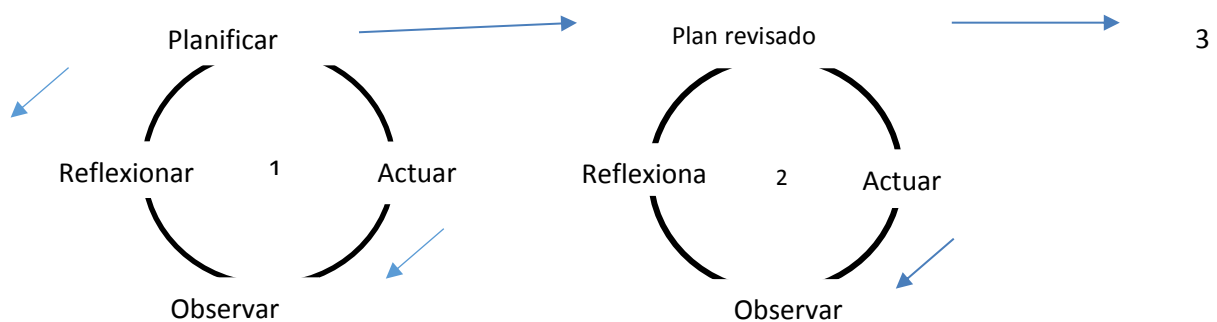 Planificar
Plan revisado
3
Reflexionar
1
Actuar
Reflexiona
2
Actuar
Observar
Observar